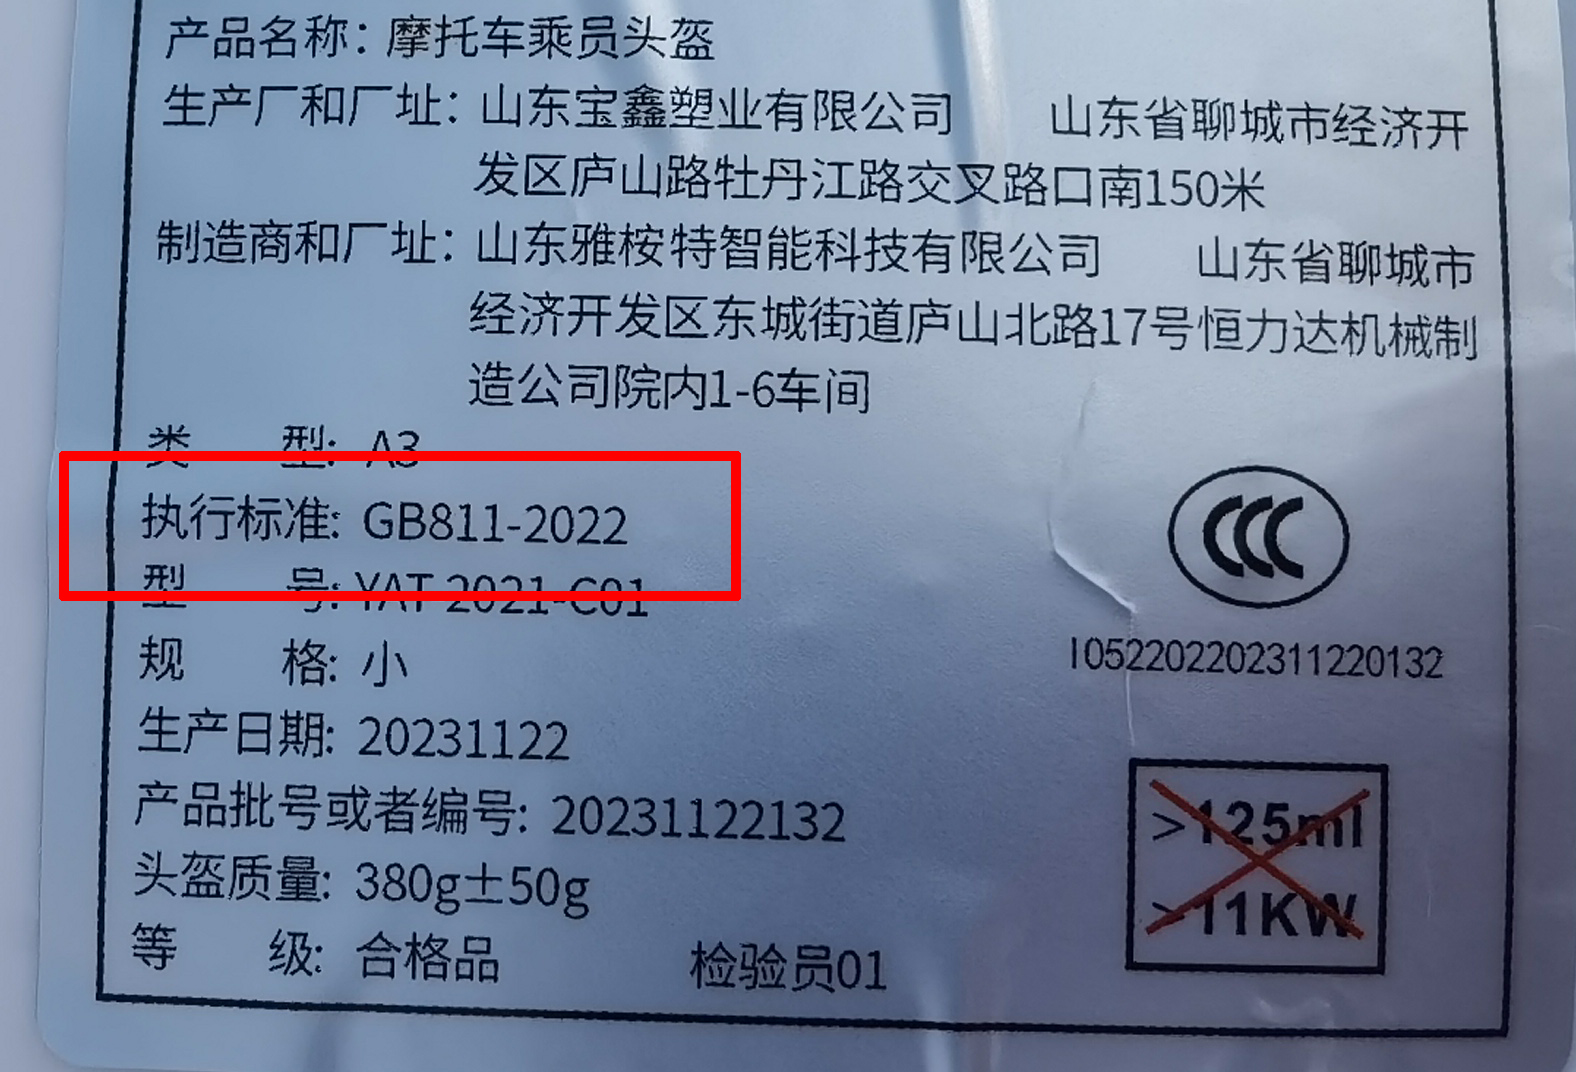 产品名称：摩托车乘员头盔
生产厂和厂址：山东宝鑫塑业有限公司 山东省聊城市经济开
发区庐山路牡丹江路交叉路口南150米
制造商和厂址：山东雅桉特智能科技有限公司 山东省聊城市
经济开发区东城街道庐山北路17号恒力达机械制
造公司院内1-6车间
类 型: A3
执行标准: GB811-2022
型 号: YAT-2021-C01
规 格: 小
I052202202311220132
生产日期: 20231122
产品批号或者编号: 20231122132
>125ml
头盔质量: 380g±50g
>11KW
等 级: 合格品 检验员01